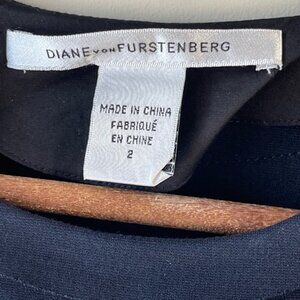 DIANE VON FURSTENBERG
MADE IN CHINA
FABRIQUÉ
EN CHINE
2